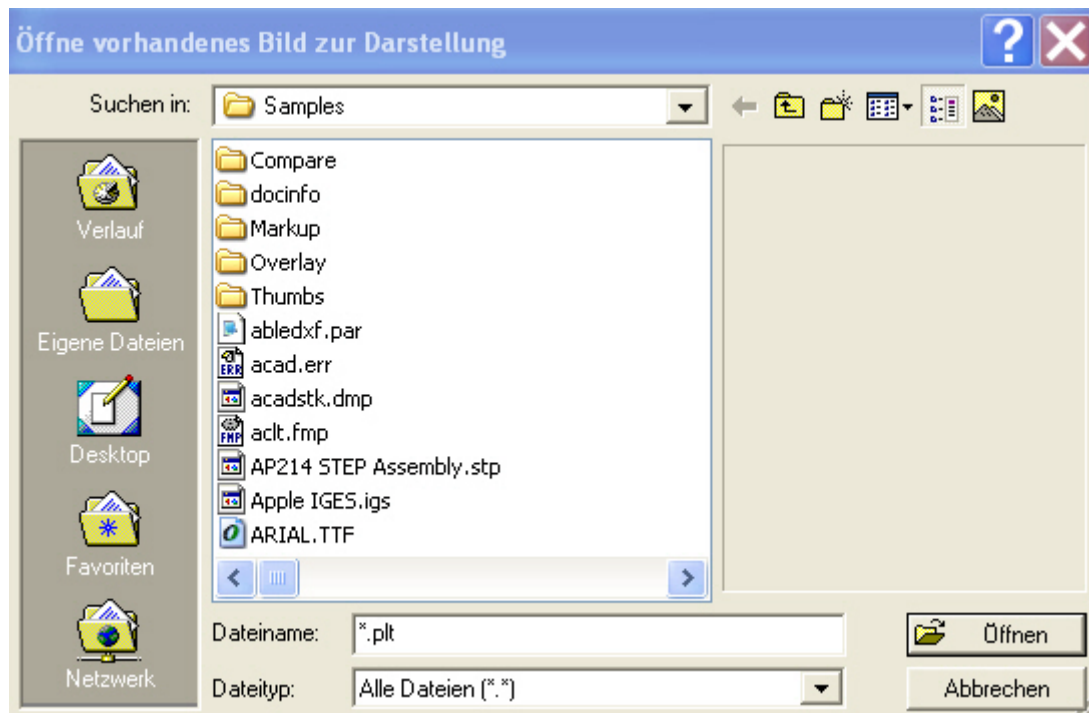 Öffne vorhandenes Bild zur Darstellung
Suchen in:
Samples
Verlauf
Eigene Dateien
Desktop
Favoriten
Netzwerk
Compare
docinfo
Markup
Overlay
Thumbs
abledxf.par
acad.err
acadstk.dmp
aclt.fmp
AP214 STEP Assembly.stp
Apple IGES.igs
ARIAL.TTF
Dateiname:
*.plt
Öffnen
Dateityp:
Alle Dateien (*.*)
Abbrechen